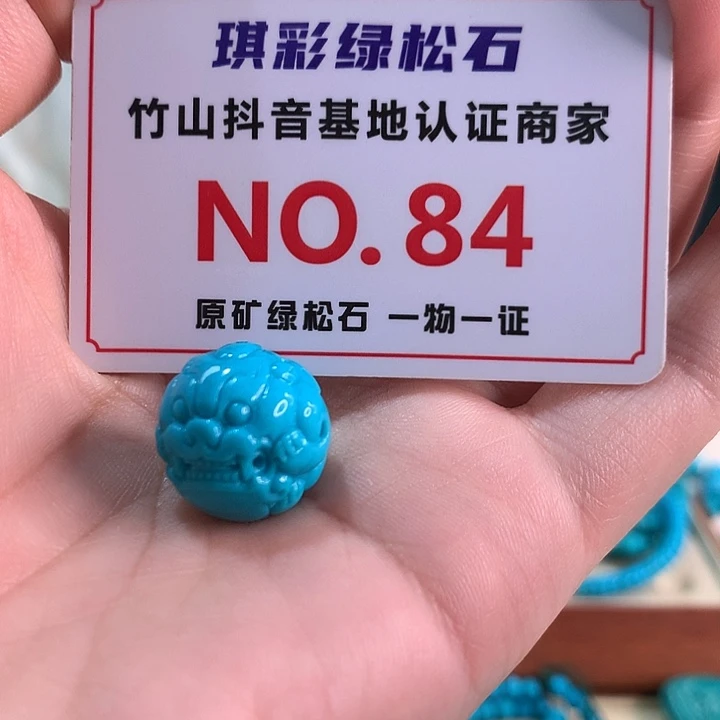 琪彩绿松石
竹山抖音基地认证商家
NO. 84
原矿绿松石 一物一证